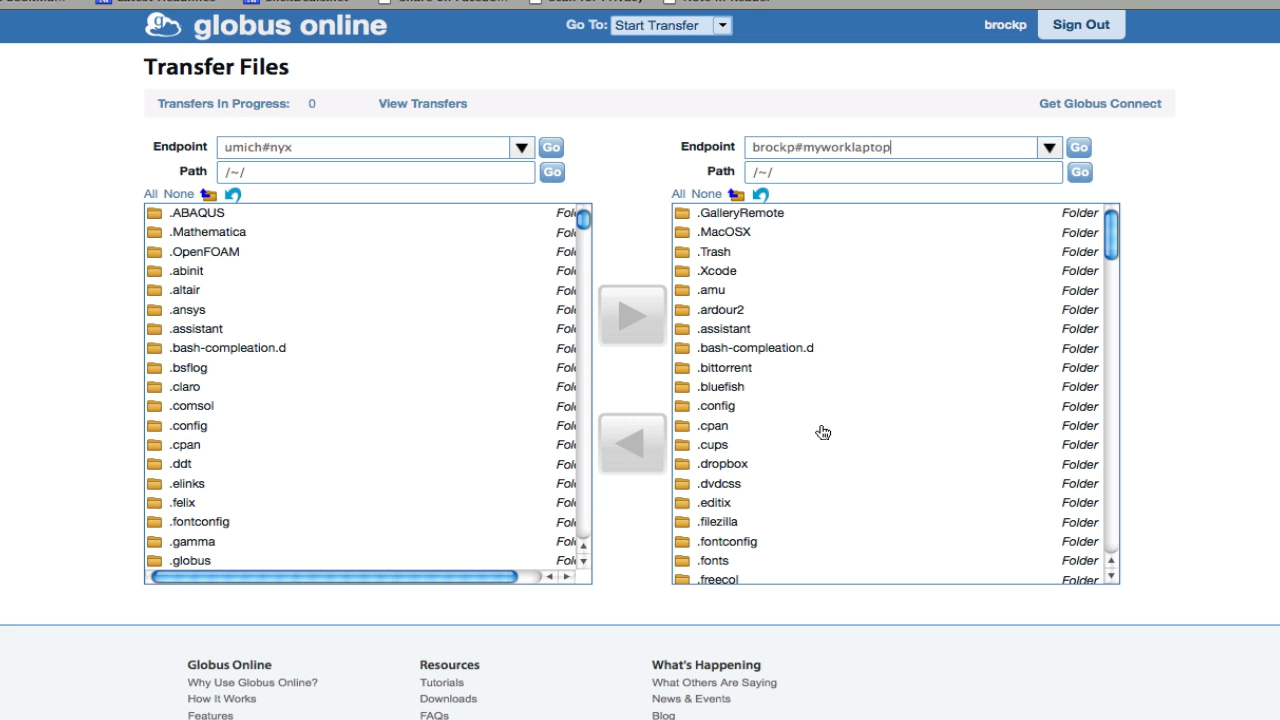 globus online
Go To: Start Transfer
brockp Sign Out
Transfer Files
Transfers In Progress: 0 View Transfers Get Globus Connect
Endpoint umich#nyx Go
Path /~/ Go
All None
.ABAQUS
.Mathematica
.OpenFOAM
.abinit
.altair
.ansys
.assistant
.bash-compleation.d
.bsflog
.claro
.comsol
.config
.cpan
.ddt
.elinks
.felix
.fontconfig
.gamma
.globus
Endpoint brockp#myworklaptop Go
Path /~/ Go
All None
.GalleryRemote Folder
.MacOSX Folder
.Trash Folder
.Xcode Folder
.amu Folder
.ardour2 Folder
.assistant Folder
.bash-compleation.d Folder
.bittorrent Folder
.bluefish Folder
.config Folder
.cpan Folder
.cups Folder
.dropbox Folder
.dvdcss Folder
.editix Folder
.filezilla Folder
.fontconfig Folder
.fonts Folder
.freecol Folder
Globus Online
Why Use Globus Online?
How It Works
Features
Resources
Tutorials
Downloads
FAQs
What's Happening
What Others Are Saying
News & Events
Blog